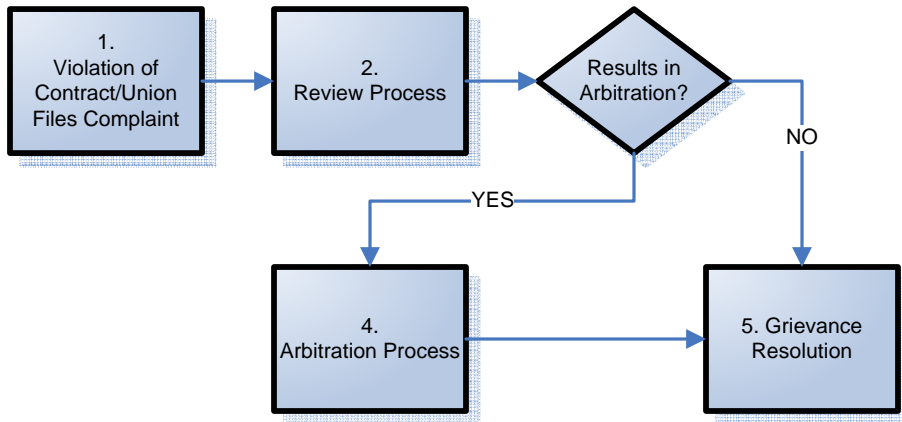 1.
Violation of
Contract/Union
Files Complaint
2.
Review Process
Results in
Arbitration?
NO
YES
4.
Arbitration Process
5. Grievance
Resolution